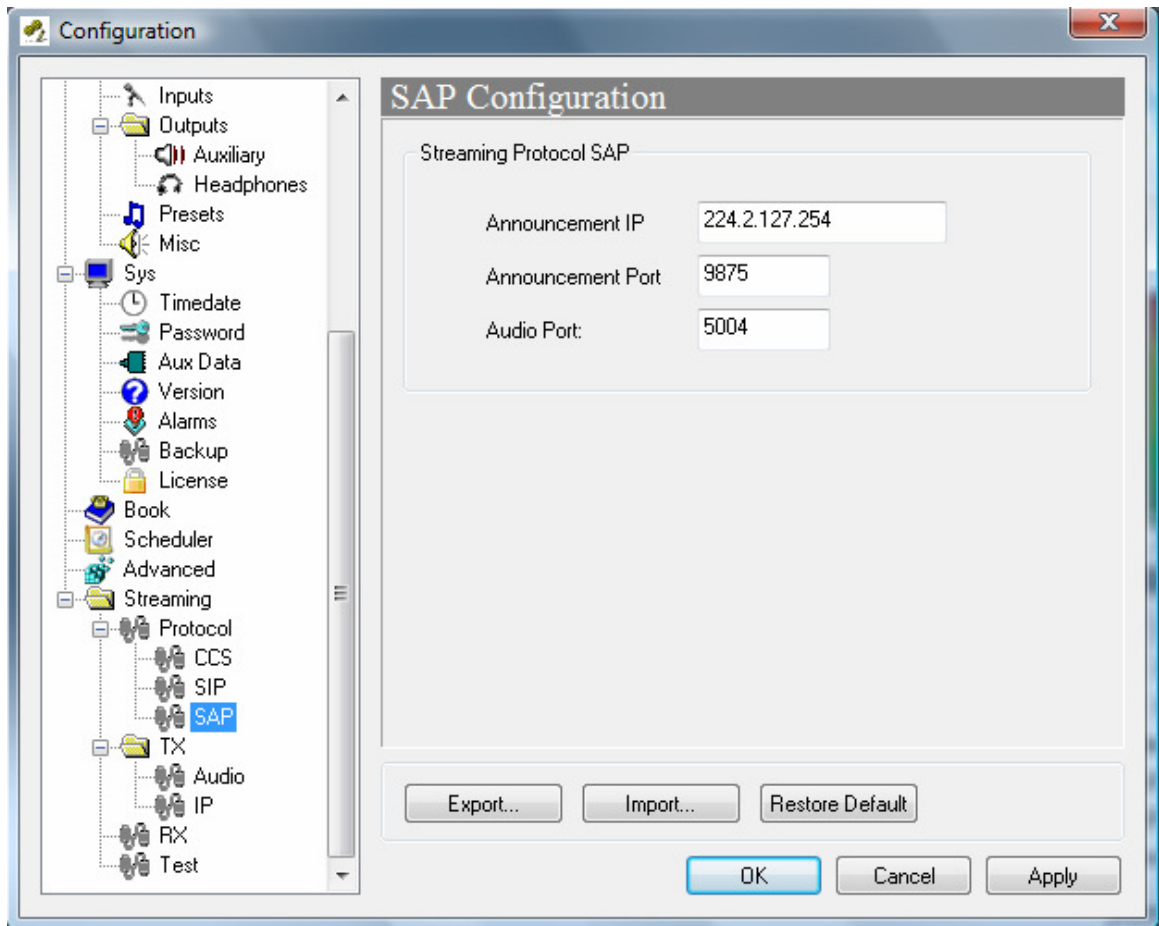 Configuration
Inputs
Outputs
Auxiliary
Headphones
Presets
Misc
Sys
Timedate
Password
Aux Data
Version
Alarms
Backup
License
Book
Scheduler
Advanced
Streaming
Protocol
CCS
SIP
SAP
TX
Audio
IP
RX
Test
SAP Configuration
Streaming Protocol SAP
Announcement IP 224.2.127.254
Announcement Port 9875
Audio Port: 5004
Export... Import... Restore Default
OK Cancel Apply